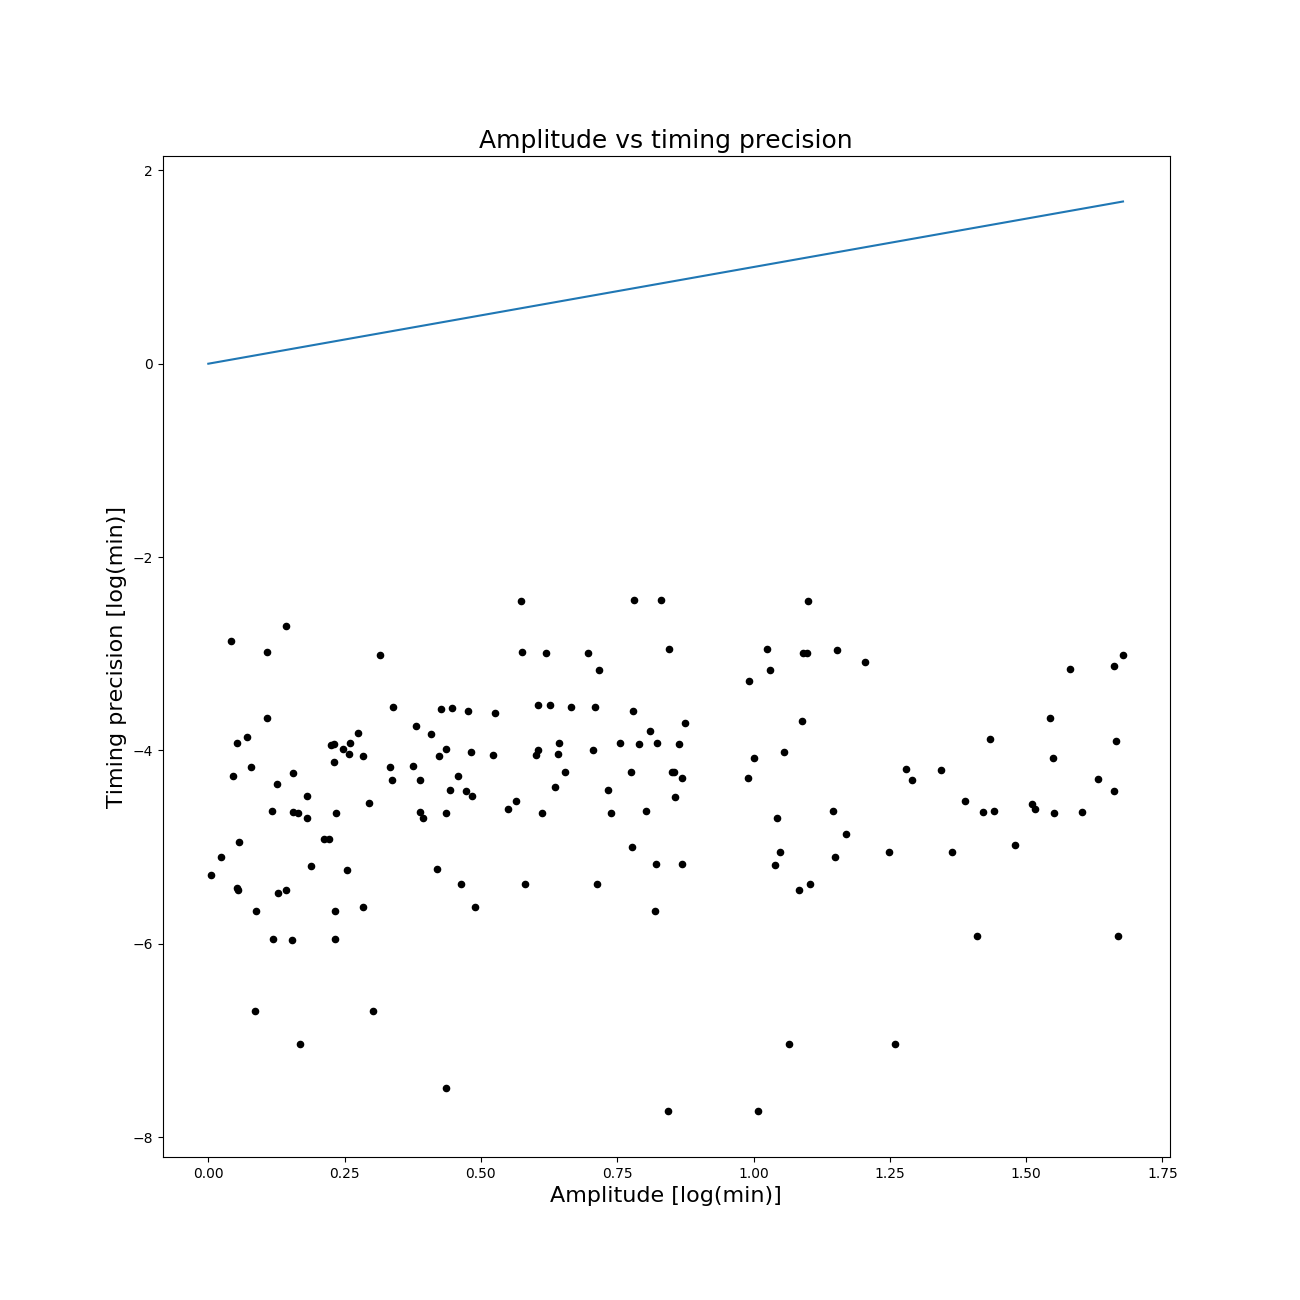 Amplitude vs timing precision
2
0
−2
−4
−6
−8
Timing precision [log(min)]
0.00 0.25 0.50 0.75 1.00 1.25 1.50 1.75
Amplitude [log(min)]